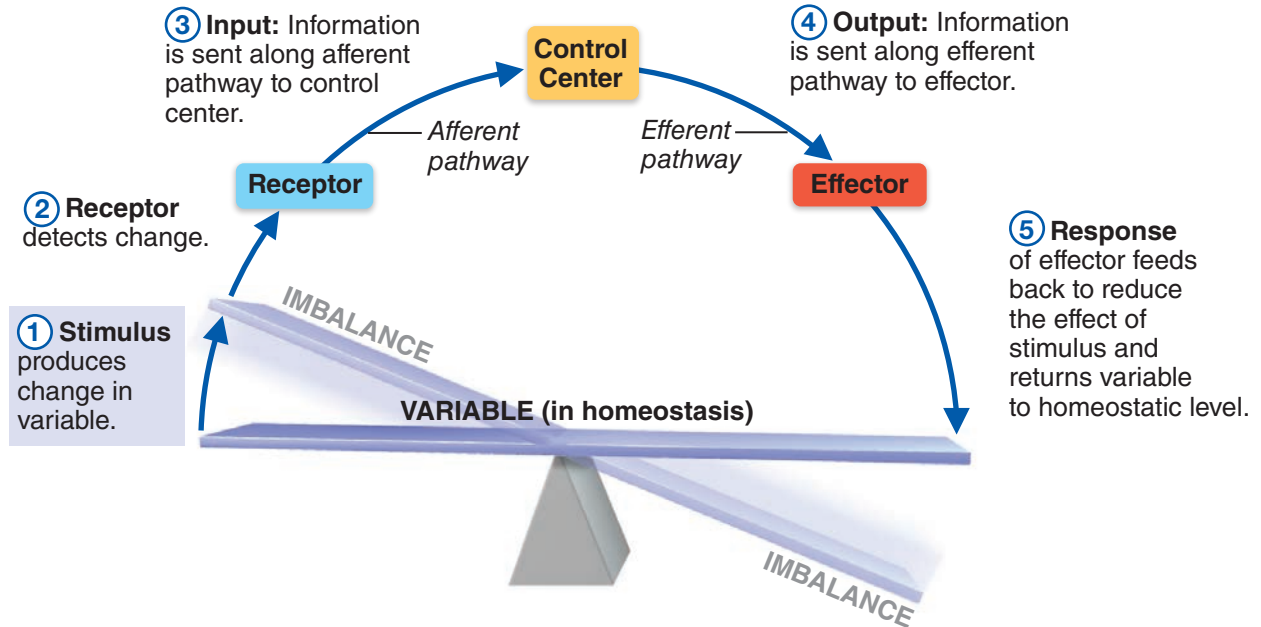 1 Stimulus
produces
change in
variable.
2 Receptor
detects change.
3 Input: Information
is sent along afferent
pathway to control
center.
Receptor
Afferent
pathway
Control
Center
Efferent
pathway
4 Output: Information
is sent along efferent
pathway to effector.
Effector
5 Response
of effector feeds
back to reduce
the effect of
stimulus and
returns variable
to homeostatic level.
IMBALANCE
VARIABLE (in homeostasis)
IMBALANCE